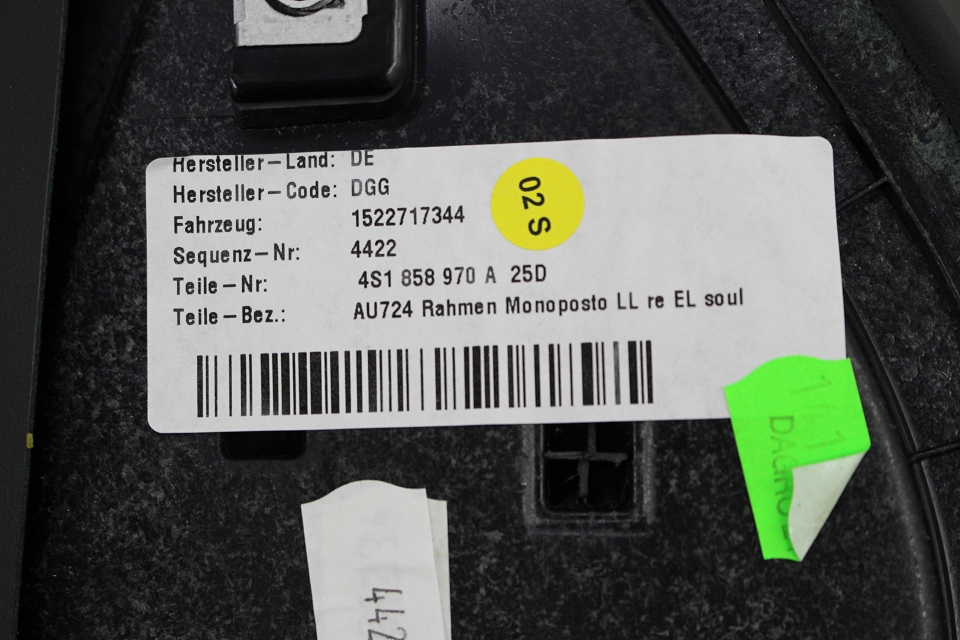 Hersteller-Land: DE
Hersteller-Code: DGG
Fahrzeug: 1522717344
Sequenz-Nr: 4422
Teile-Nr: 4S1 858 970 A 25D
Teile-Bez.: AU724 Rahmen Monoposto LL re EL soul
02 S
442